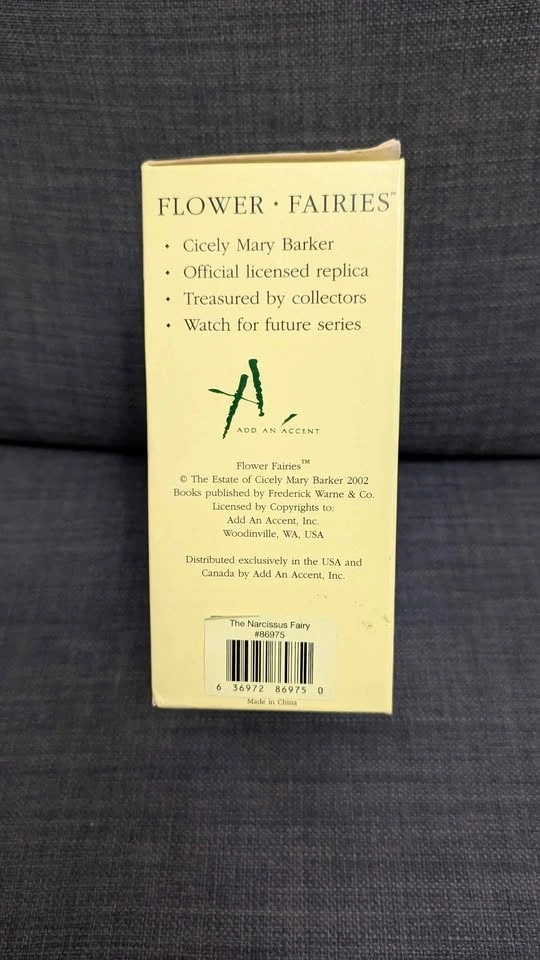 FLOWER · FAIRIES™
• Cicely Mary Barker
• Official licensed replica
• Treasured by collectors
• Watch for future series
A
ADD AN ACCENT
Flower Fairies™
© The Estate of Cicely Mary Barker 2002
Books published by Frederick Warne & Co.
Licensed by Copyrights to:
Add An Accent, Inc.
Woodinville, WA, USA
Distributed exclusively in the USA and
Canada by Add An Accent, Inc.
The Narcissus Fairy
#86975
6 36972 86975 0
Made in China